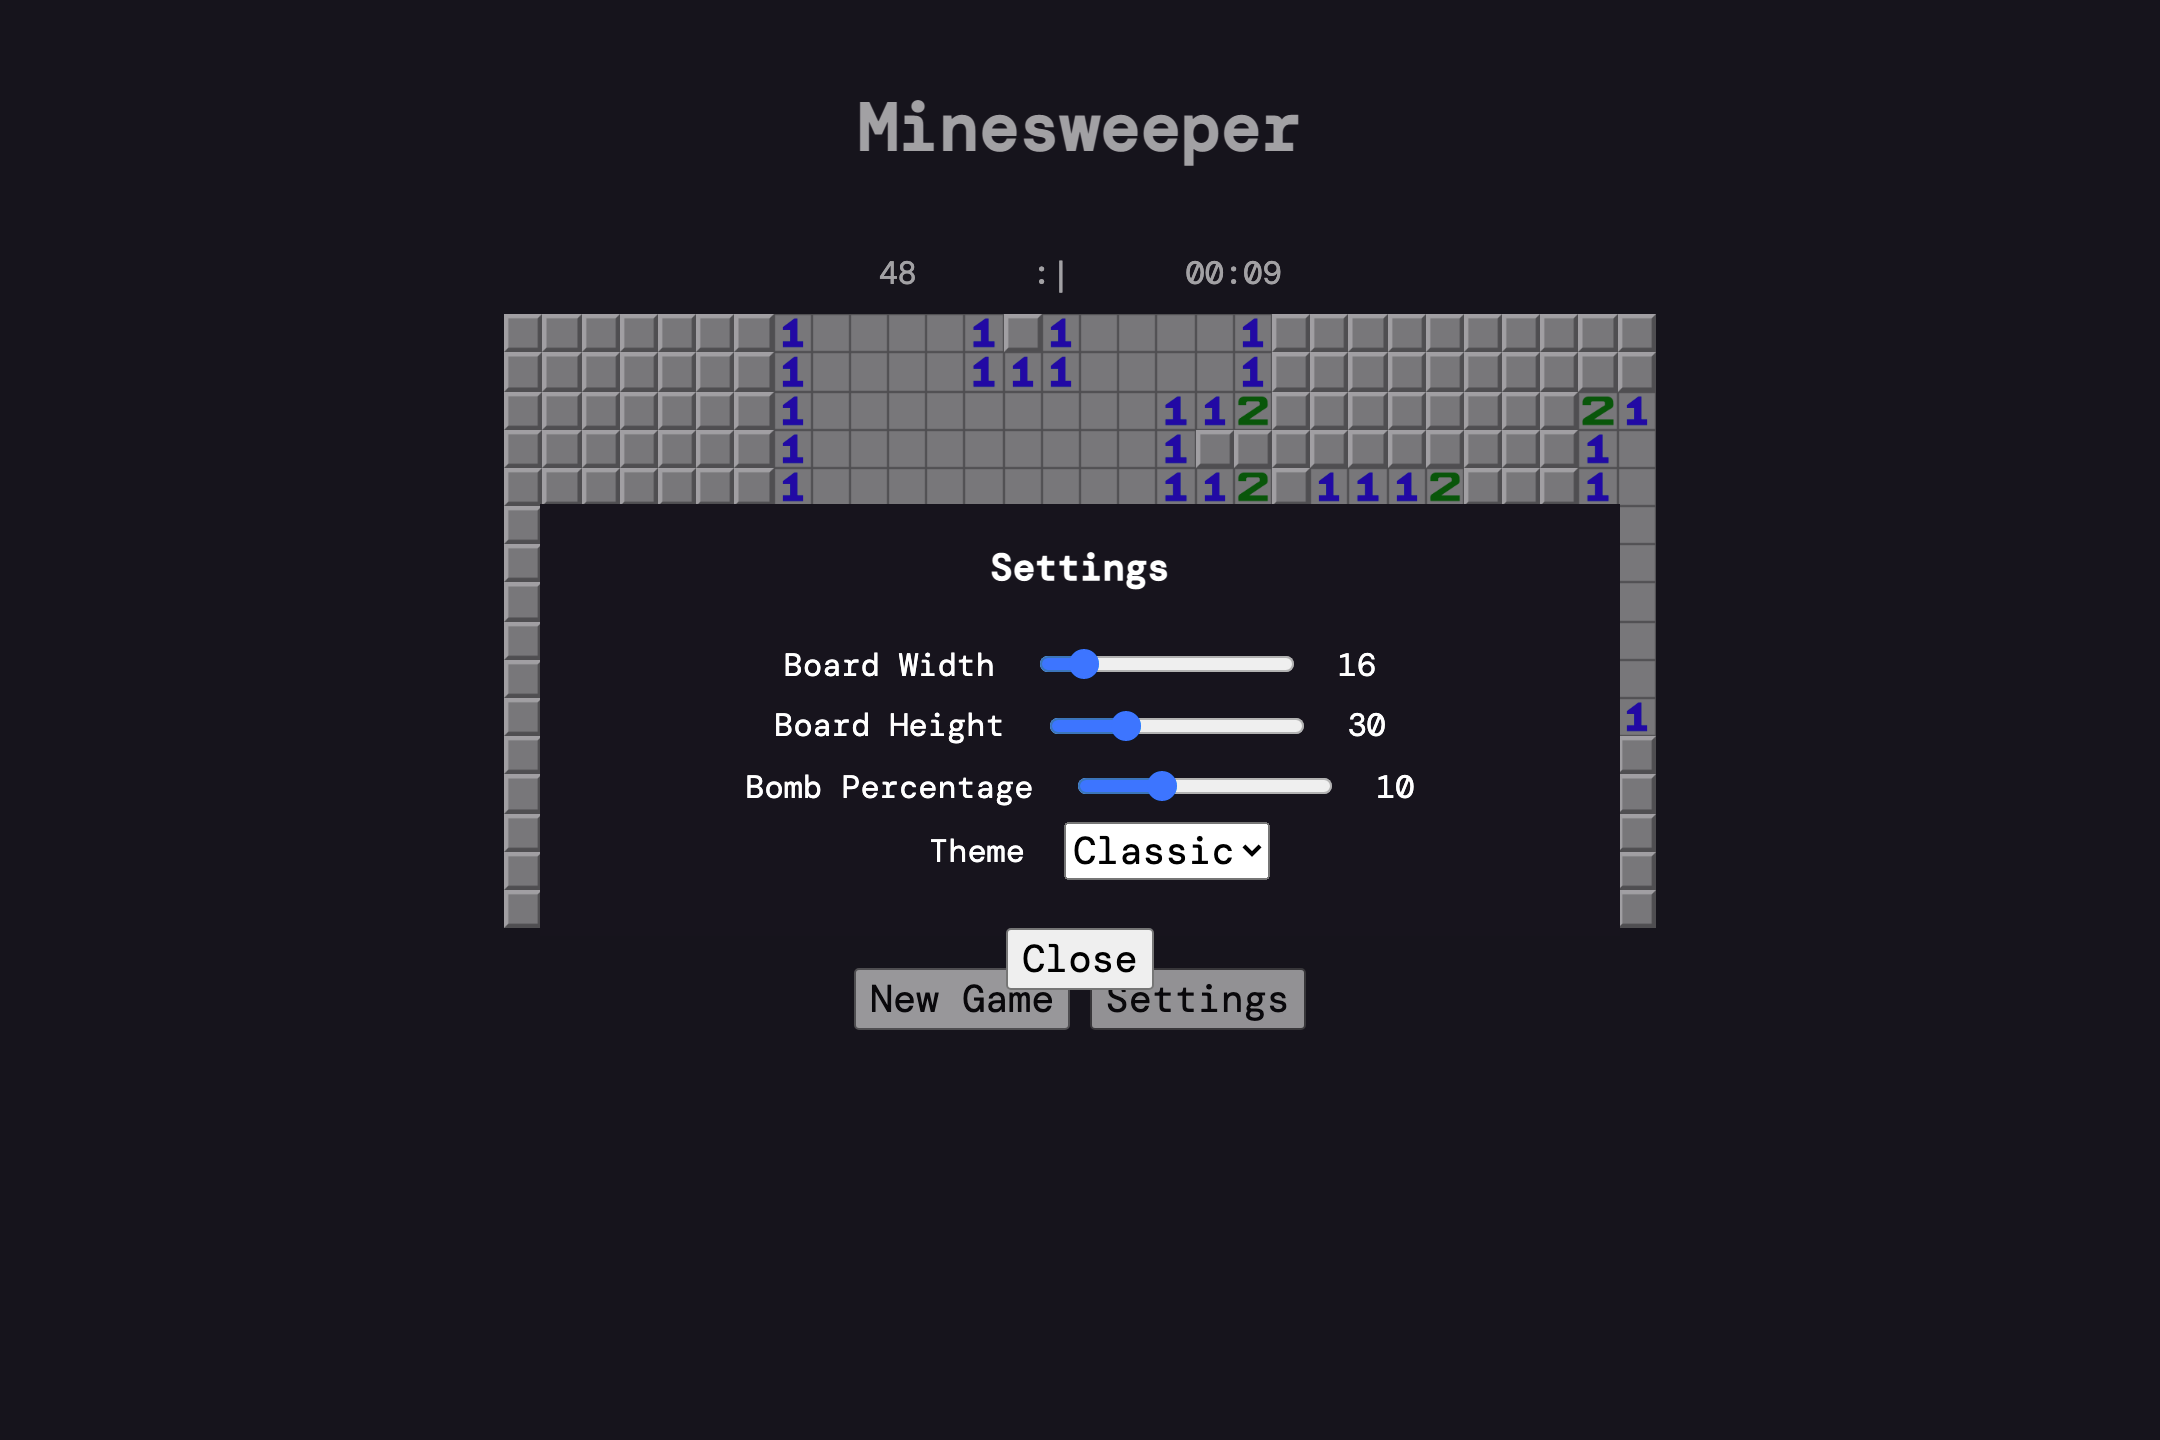 Minesweeper
48 :| 00:09
1 1 1 1
1 1 1 1 1
1 1 1 2 2 1
1 1 1
1 1 1 2 1 1 1 2 1
Settings
Board Width 16
Board Height 30
1
Bomb Percentage 10
Theme Classic
Close
New Game Settings